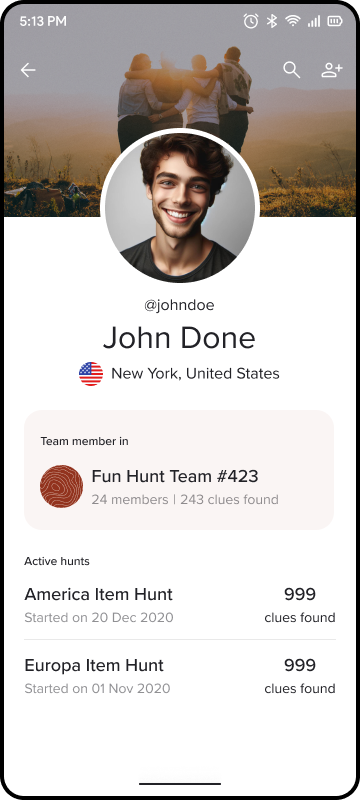 5:13 PM
@johndoe
John Done
New York, United States
Team member in
Fun Hunt Team #423
24 members | 243 clues found
Active hunts
America Item Hunt
999
Started on 20 Dec 2020
clues found
Europa Item Hunt
999
Started on 01 Nov 2020
clues found